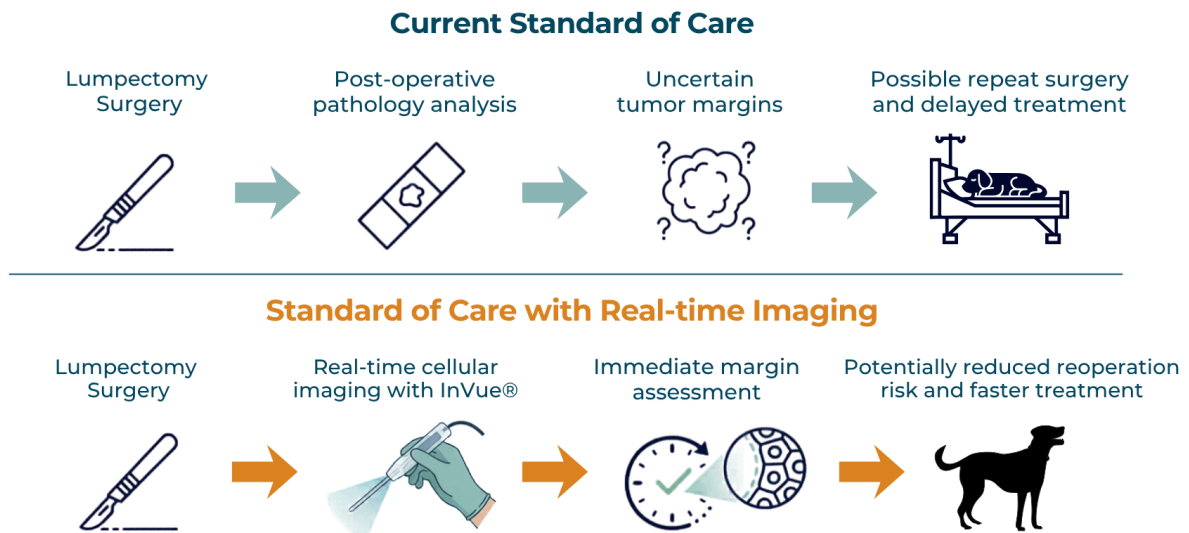 Current Standard of Care
Lumpectomy
Surgery
Post-operative
pathology analysis
Uncertain
tumor margins
Possible repeat surgery
and delayed treatment
? ?
? ?
Standard of Care with Real-time Imaging
Lumpectomy
Surgery
Real-time cellular
imaging with InVue®
Immediate margin
assessment
Potentially reduced reoperation
risk and faster treatment